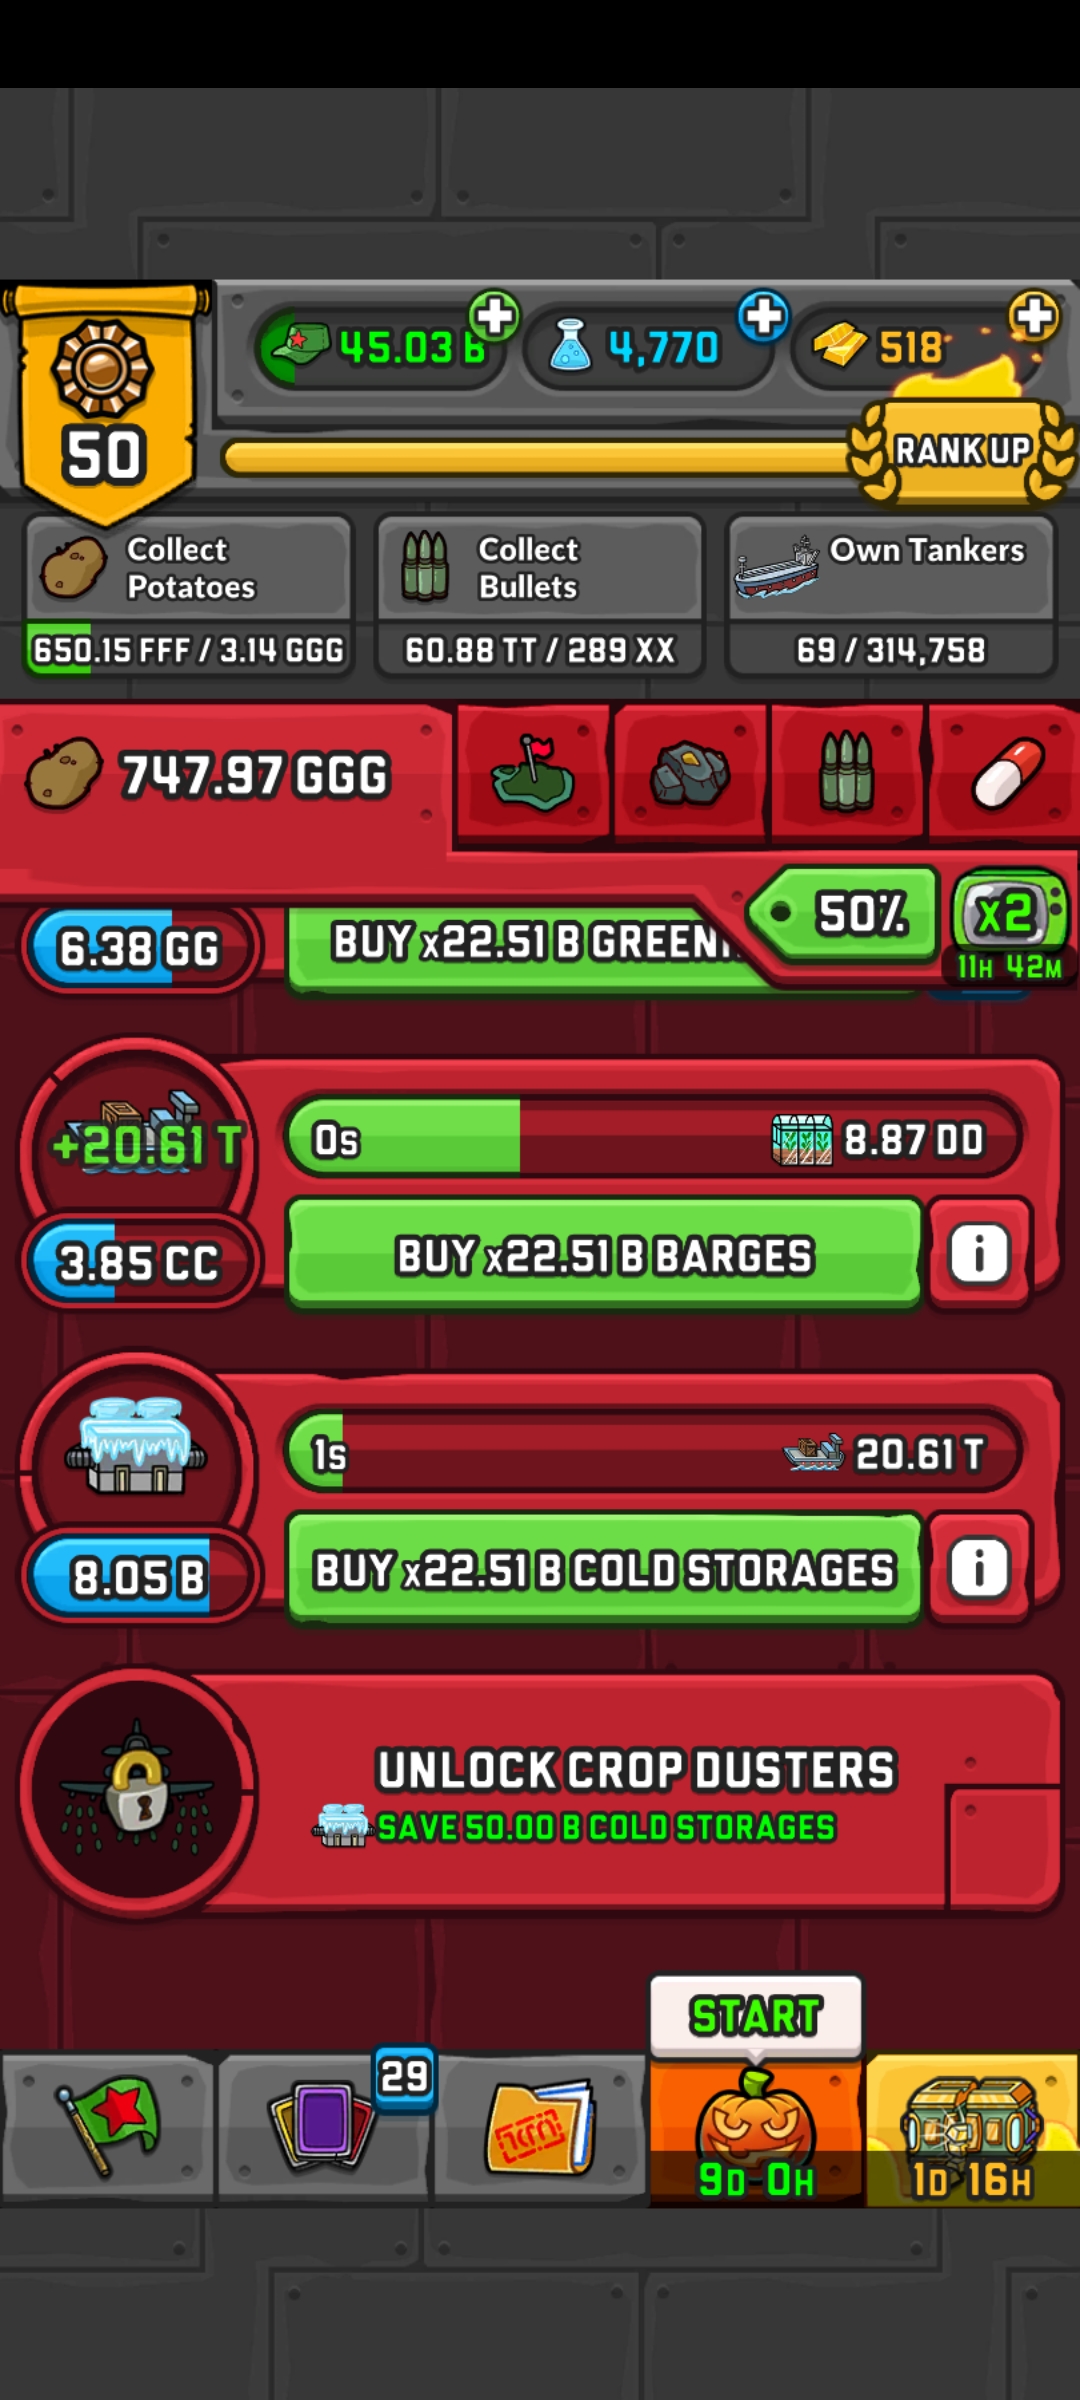 45.03 B
4,770
518
50
RANK UP
Collect
Potatoes
650.15 FFF / 3.14 GGG
Collect
Bullets
60.88 TT / 289 XX
Own Tankers
69 / 314,758
747.97 GGG
50%
x2
11H 42M
6.38 GG
BUY x22.51 B
+20.61 T
0s
8.87 DD
3.85 CC
BUY x22.51 B BARGES
i
1s
20.61 T
8.05 B
BUY x22.51 B COLD STORAGES
i
UNLOCK CROP DUSTERS
SAVE 50.00 B COLD STORAGES
START
29
9D 0H
1D 16H